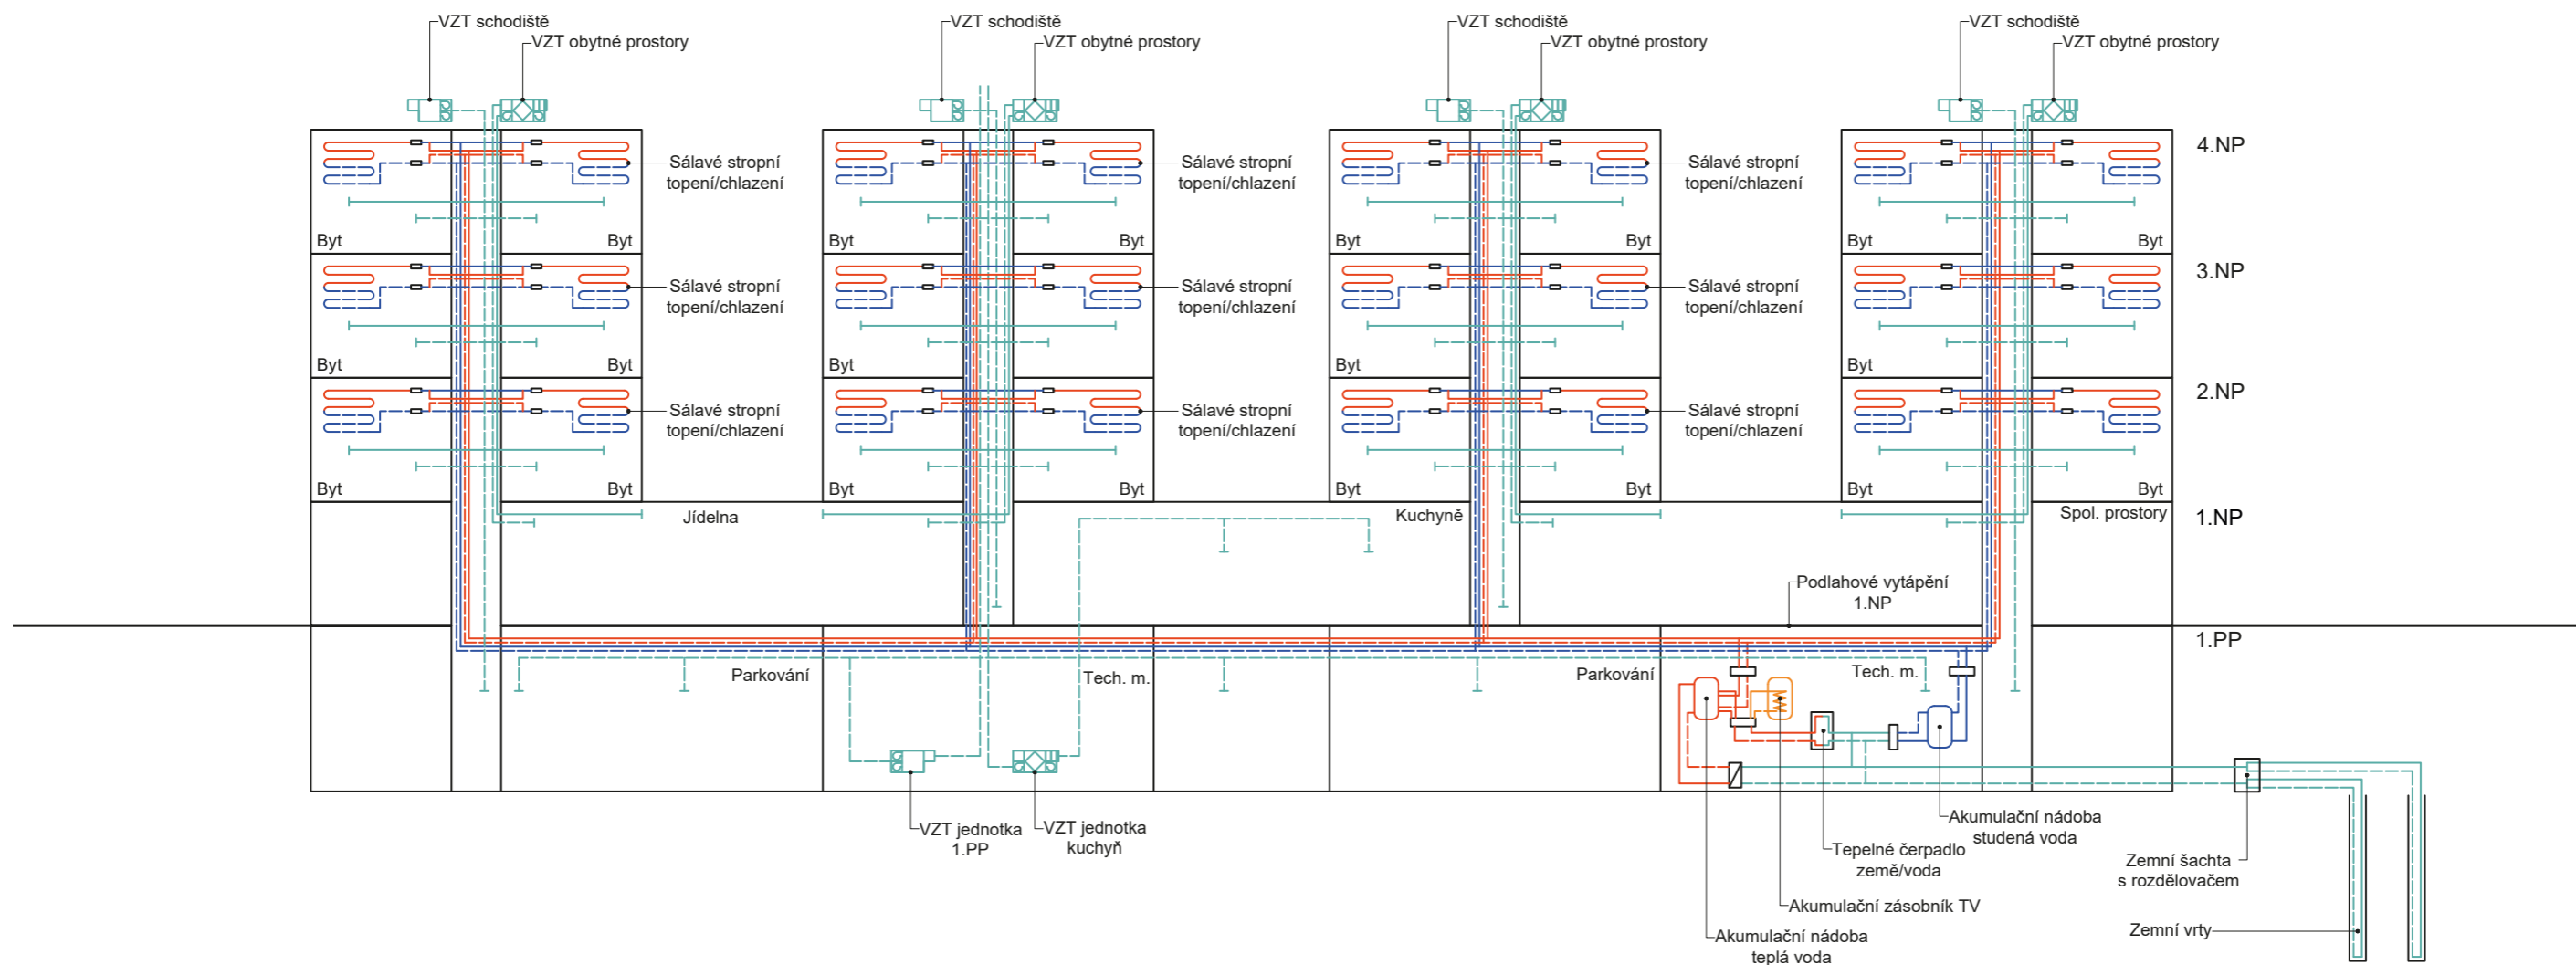 VZT schodiště
VZT obytné prostory
VZT schodiště
VZT obytné prostory
VZT schodiště
VZT obytné prostory
VZT schodiště
VZT obytné prostory
Sálavé stropní
topení/chlazení
Sálavé stropní
topení/chlazení
Sálavé stropní
topení/chlazení
4.NP
Byt
Byt
Byt
Byt
Byt
Byt
Byt
Byt
Sálavé stropní
topení/chlazení
Sálavé stropní
topení/chlazení
Sálavé stropní
topení/chlazení
3.NP
Byt
Byt
Byt
Byt
Byt
Byt
Byt
Byt
Sálavé stropní
topení/chlazení
Sálavé stropní
topení/chlazení
Sálavé stropní
topení/chlazení
2.NP
Byt
Byt
Byt
Byt
Byt
Byt
Byt
Byt
Jídelna
Kuchyně
Spol. prostory
1.NP
Podlahové vytápění
1.NP
1.PP
Parkování
Tech. m.
Parkování
Tech. m.
VZT jednotka
1.PP
VZT jednotka
kuchyň
Akumulační nádoba
studená voda
Tepelné čerpadlo
země/voda
Zemní šachta
s rozdělovačem
Akumulační zásobník TV
Zemní vrty
Akumulační nádoba
teplá voda